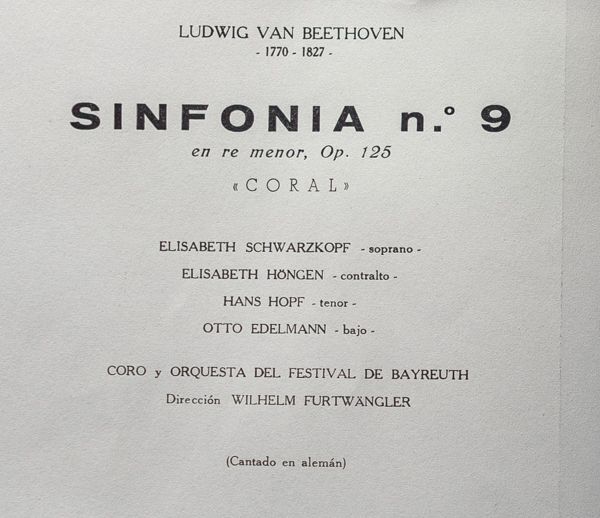 LUDWIG VAN BEETHOVEN
- 1770 - 1827 -
SINFONIA n.º 9
en re menor, Op. 125
«CORAL»
ELISABETH SCHWARZKOPF - soprano -
ELISABETH HÖNGEN - contralto -
HANS HOPF - tenor -
OTTO EDELMANN - bajo -
CORO y ORQUESTA DEL FESTIVAL DE BAYREUTH
Dirección WILHELM FURTWÄNGLER
(Cantado en alemán)